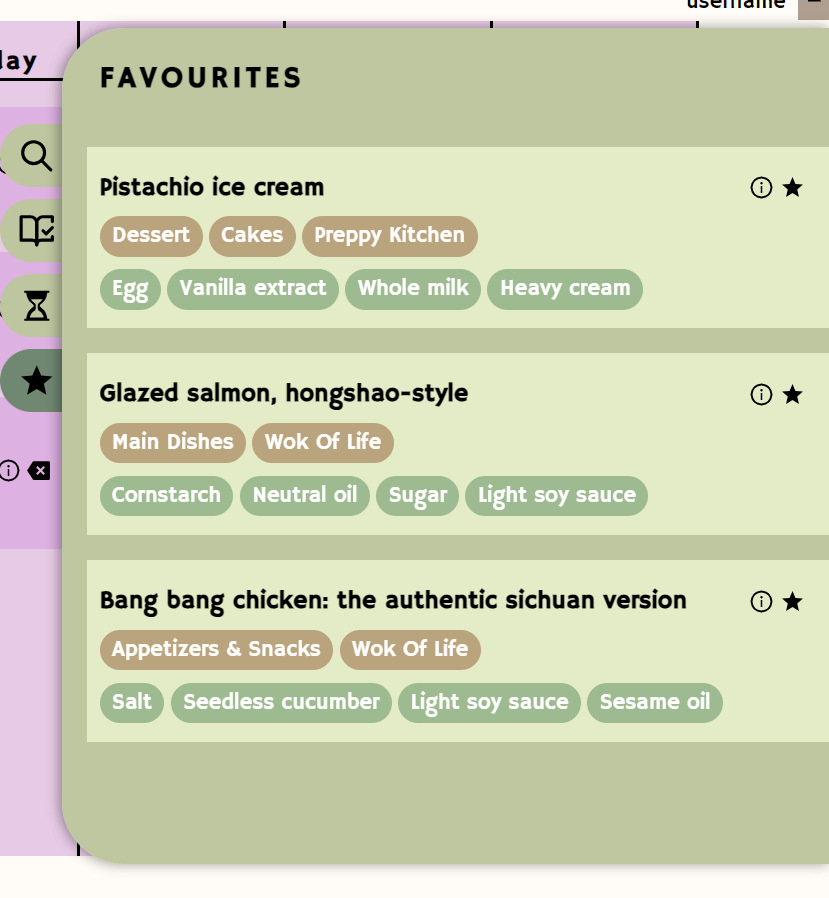 username
day
FAVOURITES
Pistachio ice cream
Dessert Cakes Preppy Kitchen
Egg Vanilla extract Whole milk Heavy cream
Glazed salmon, hongshao-style
Main Dishes Wok Of Life
Cornstarch Neutral oil Sugar Light soy sauce
Bang bang chicken: the authentic sichuan version
Appetizers & Snacks Wok Of Life
Salt Seedless cucumber Light soy sauce Sesame oil